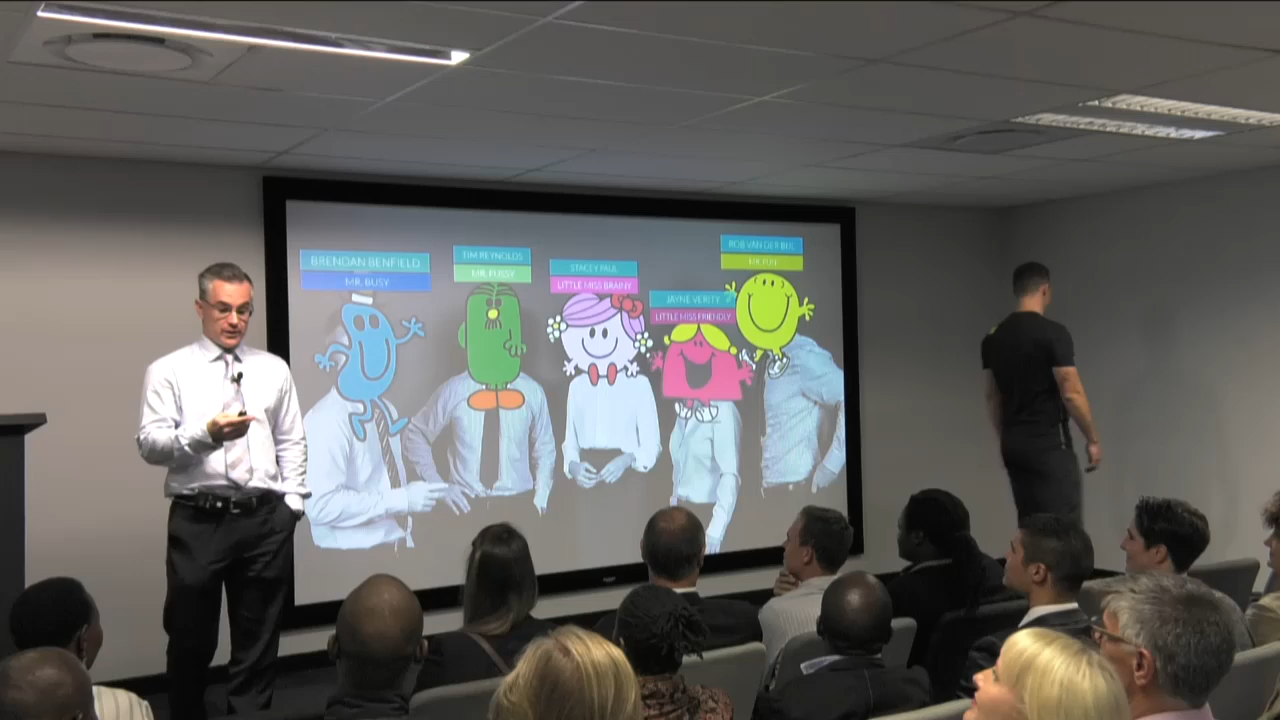 BRENDAN BENFIELD
MR. BUSY
TIM REYNOLDS
MR. FUSSY
STACEY PAUL
LITTLE MISS BRAINY
JAYNE VERITY
LITTLE MISS FRIENDLY
ROB VAN DER BIJL
MR. FUN